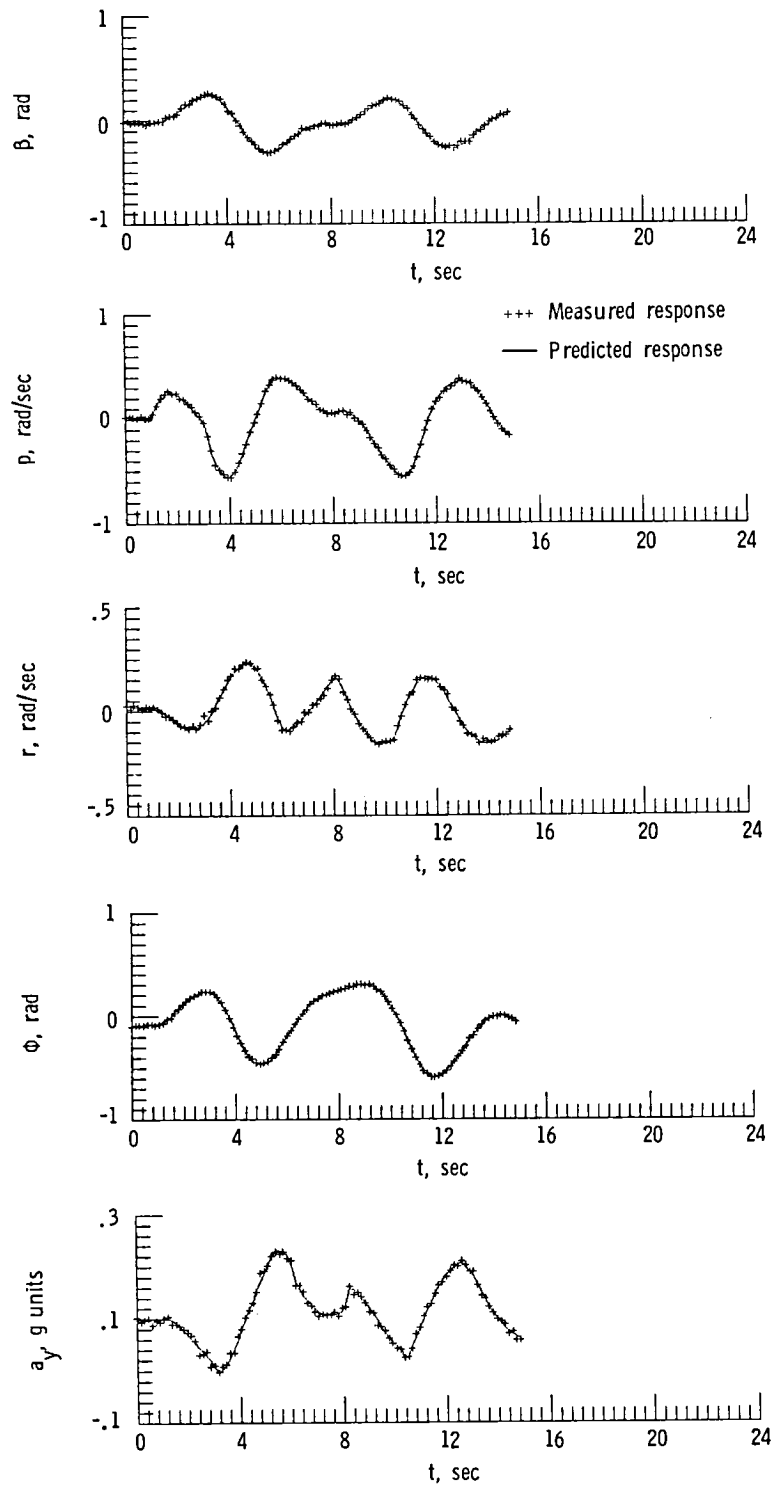 1
β, rad
0
-1
0 4 8 12 16 20 24
t, sec
+++ Measured response
— Predicted response
1
p, rad/sec
0
-1
0 4 8 12 16 20 24
t, sec
.5
r, rad/sec
0
-.5
0 4 8 12 16 20 24
t, sec
1
Φ, rad
0
-1
0 4 8 12 16 20 24
t, sec
.3
a_y, g units
.1
-.1
0 4 8 12 16 20 24
t, sec